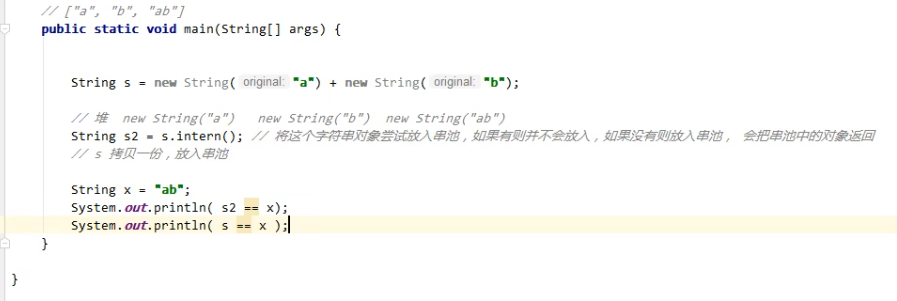 // ["a", "b", "ab"]
public static void main(String[] args) {
String s = new String( original: "a") + new String( original: "b");
// 堆  new String("a")   new String("b")  new String("ab")
String s2 = s.intern(); // 将这个字符串对象尝试放入串池，如果有则并不会放入，如果没有则放入串池， 会把串池中的对象返回
// s 拷贝一份，放入串池
String x = "ab";
System.out.println( s2 == x);
System.out.println( s == x );
}
}